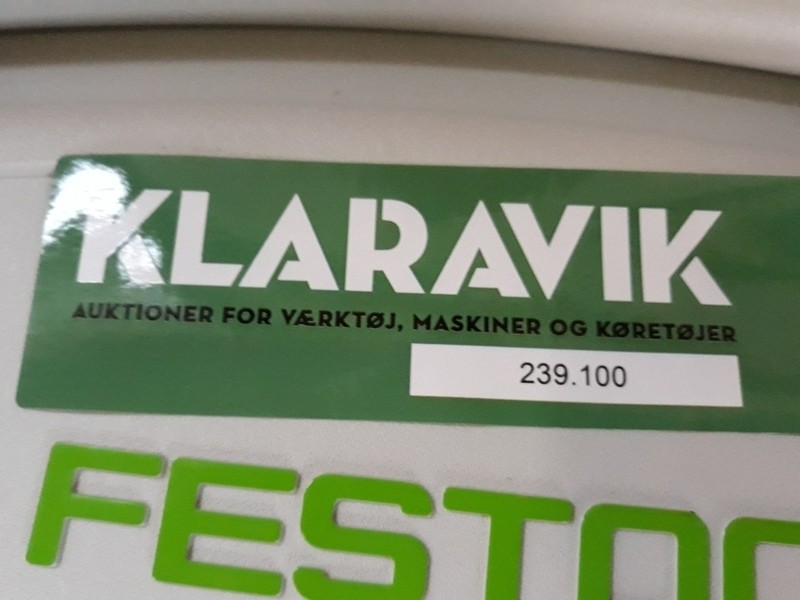 KLARAVIK
AUKTIONER FOR VÆRKTØJ, MASKINER OG KØRETØJER
239.100